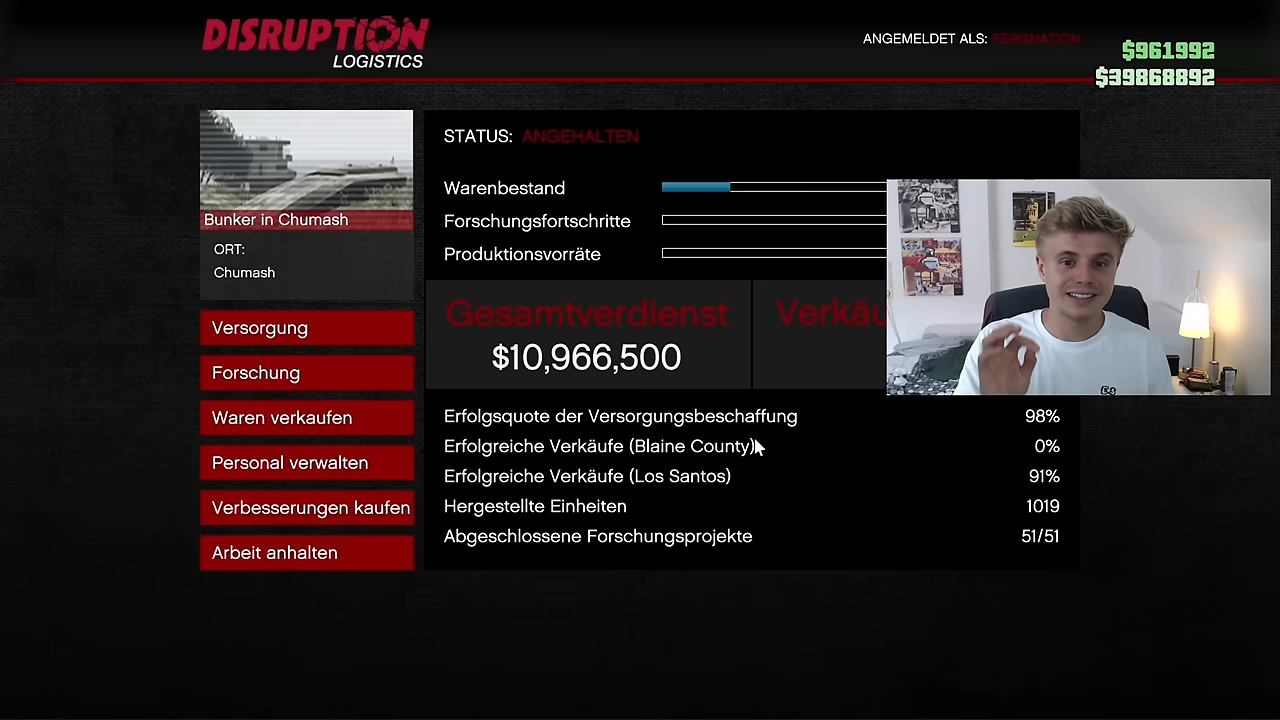 DISRUPTION
LOGISTICS
ANGEMELDET ALS: FERGNATION
$961992
$39868892
STATUS: ANGEHALTEN
Bunker in Chumash
ORT:
Chumash
Warenbestand
Forschungsfortschritte
Produktionsvorräte
Gesamtverdienst
$10,966,500
Verkäu
Versorgung
Forschung
Waren verkaufen
Personal verwalten
Verbesserungen kaufen
Arbeit anhalten
Erfolgsquote der Versorgungsbeschaffung 98%
Erfolgreiche Verkäufe (Blaine County) 0%
Erfolgreiche Verkäufe (Los Santos) 91%
Hergestellte Einheiten 1019
Abgeschlossene Forschungsprojekte 51/51